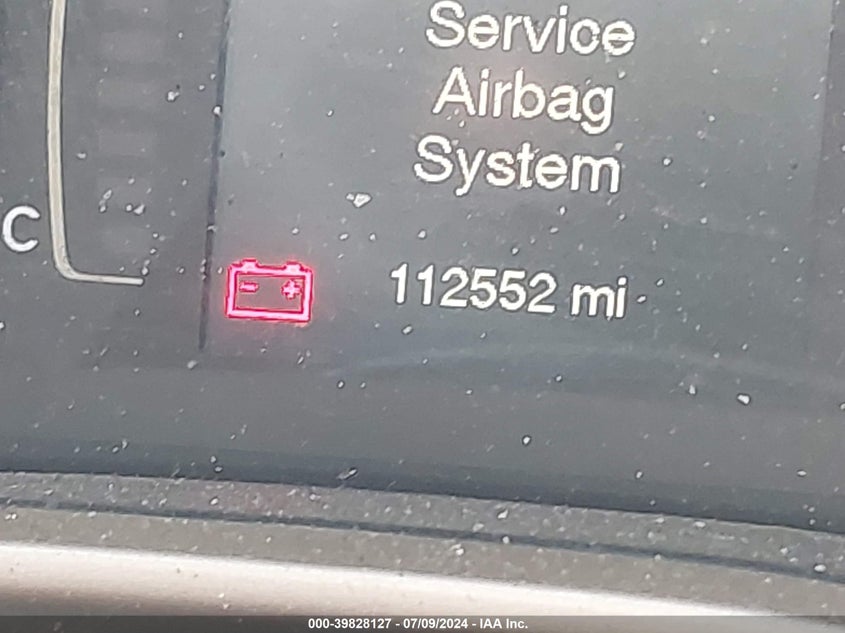 Service
Airbag
System
C
112552 mi
000-39828127 - 07/09/2024 - IAA Inc.